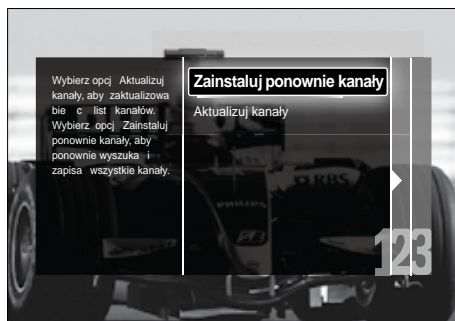 Wybierz opcj Aktualizuj
kanały, aby zaktualizowa
bie c list kanałów.
Wybierz opcj Zainstaluj
ponownie kanały, aby
ponownie wyszuka i
zapisa wszystkie kanały.
Zainstaluj ponownie kanały
Aktualizuj kanały
RBS
PHILIPS
123